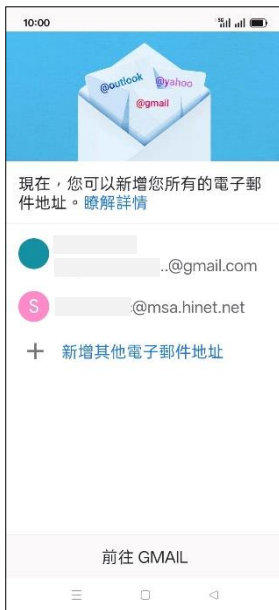 10:00
@outlook
@yahoo
@gmail
現在，您可以新增您所有的電子郵
件地址。瞭解詳情
..@gmail.com
S
:@msa.hinet.net
新增其他電子郵件地址
前往 GMAIL